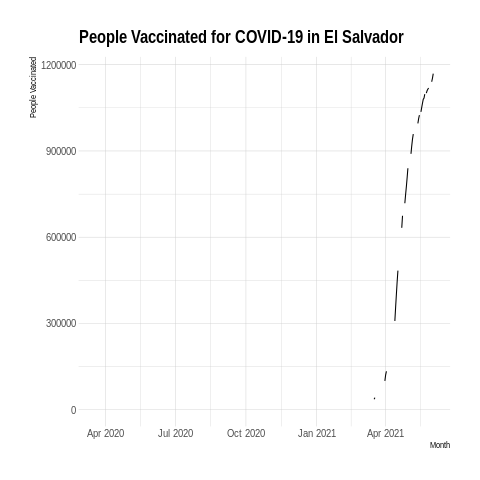 People Vaccinated for COVID-19 in El Salvador
People Vaccinated
1200000
900000
600000
300000
0
Apr 2020 Jul 2020 Oct 2020 Jan 2021 Apr 2021
Month